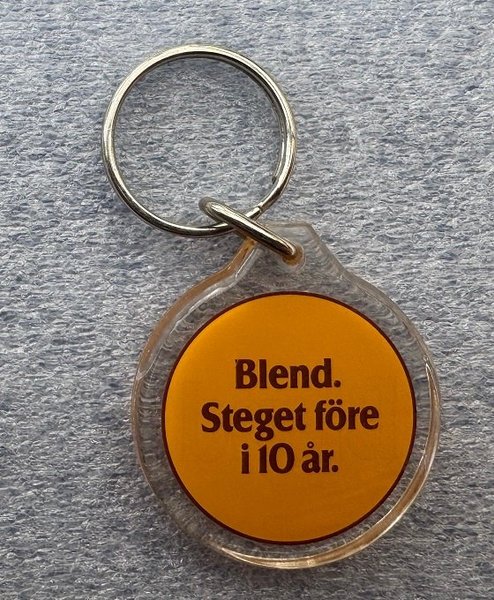 Blend.
Steget före
i 10 år.